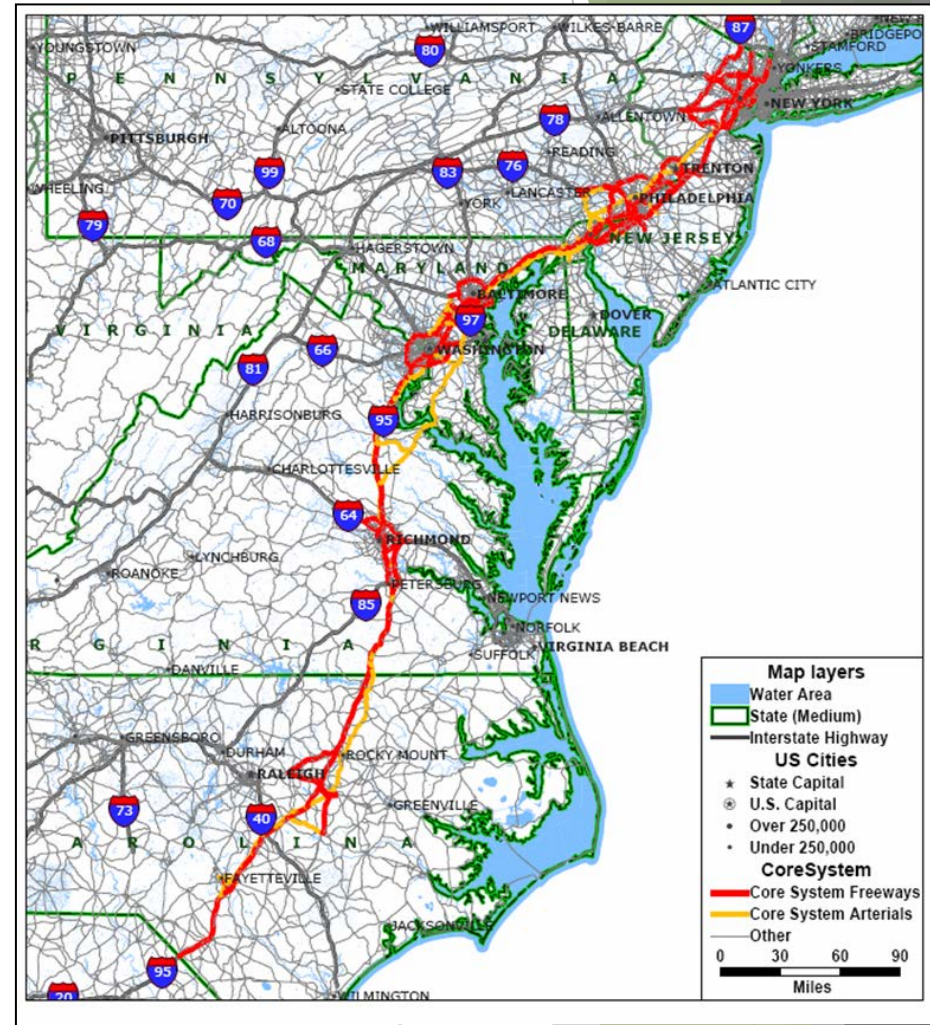 WILLIAMSPORT
WILKES-BARRE
87
NEW
BRIDGEPO
YOUNGSTOWN
80
STAMFORD
YONKERS
P E N N S Y L V A N I A
STATE COLLEGE
NEW YORK
78
ALLENTOWN
PITTSBURGH
ALTOONA
READING
99
83
76
TRENTON
WHEELING
LANCASTER
70
YORK
PHILADELPHIA
79
68
HAGERSTOWN
NEW JERSEY
MARYLAND
ATLANTIC CITY
BALTIMORE
97
DOVER
DELAWARE
V I R G I N I A
66
WASHINGTON
81
HARRISONBURG
95
CHARLOTTESVILLE
64
RICHMOND
LYNCHBURG
ROANOKE
PETERSBURG
85
NEWPORT NEWS
NORFOLK
R G I N I A
VIRGINIA BEACH
SUFFOLK
DANVILLE
GREENSBORO
DURHAM
ROCKY MOUNT
RALEIGH
73
40
GREENVILLE
A R O L I N A
FAYETTEVILLE
JACKSONVILLE
95
20
WILMINGTON
Map layers
Water Area
State (Medium)
Interstate Highway
US Cities
State Capital
U.S. Capital
Over 250,000
Under 250,000
CoreSystem
Core System Freeways
Core System Arterials
Other
0 30 60 90
Miles